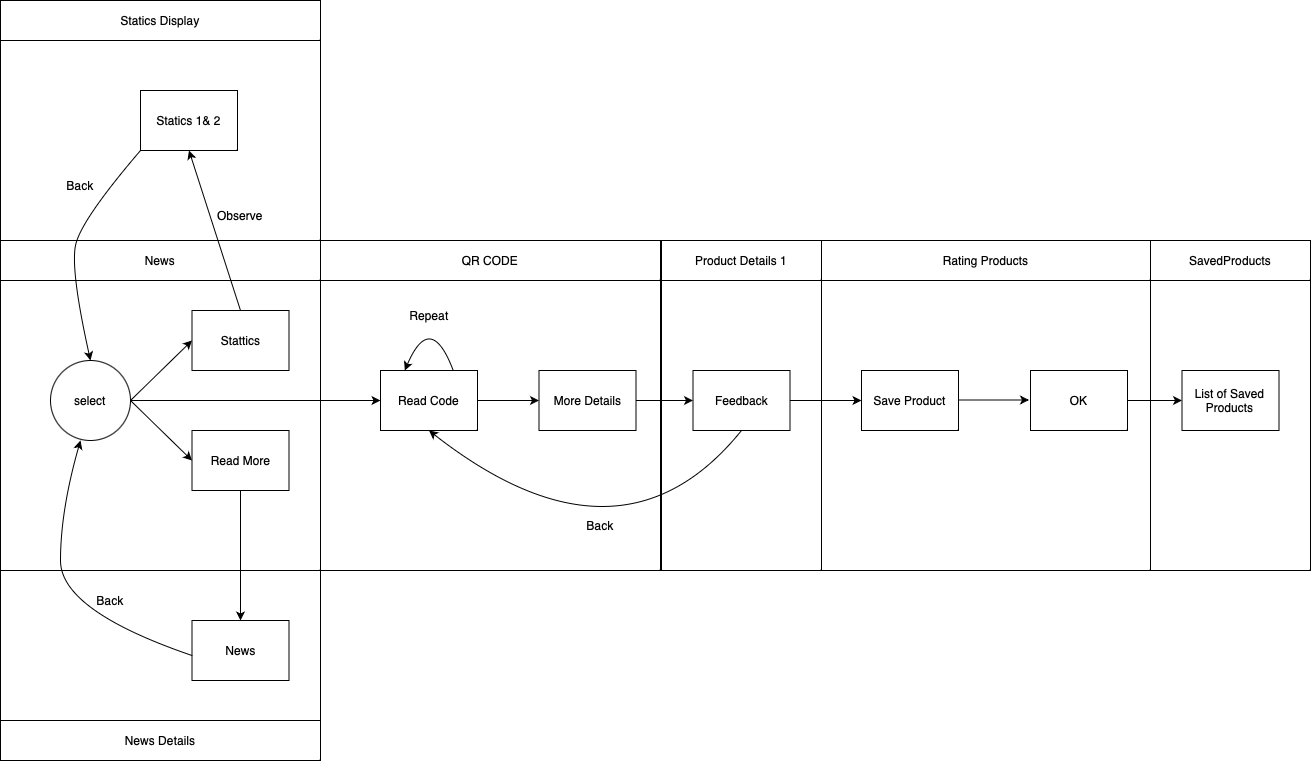 Statics Display
Statics 1& 2
Back
Observe
News
QR CODE
Product Details 1
Rating Products
SavedProducts
Repeat
Stattics
select
Read Code
More Details
Feedback
Save Product
OK
List of Saved
Products
Read More
Back
Back
News
News Details